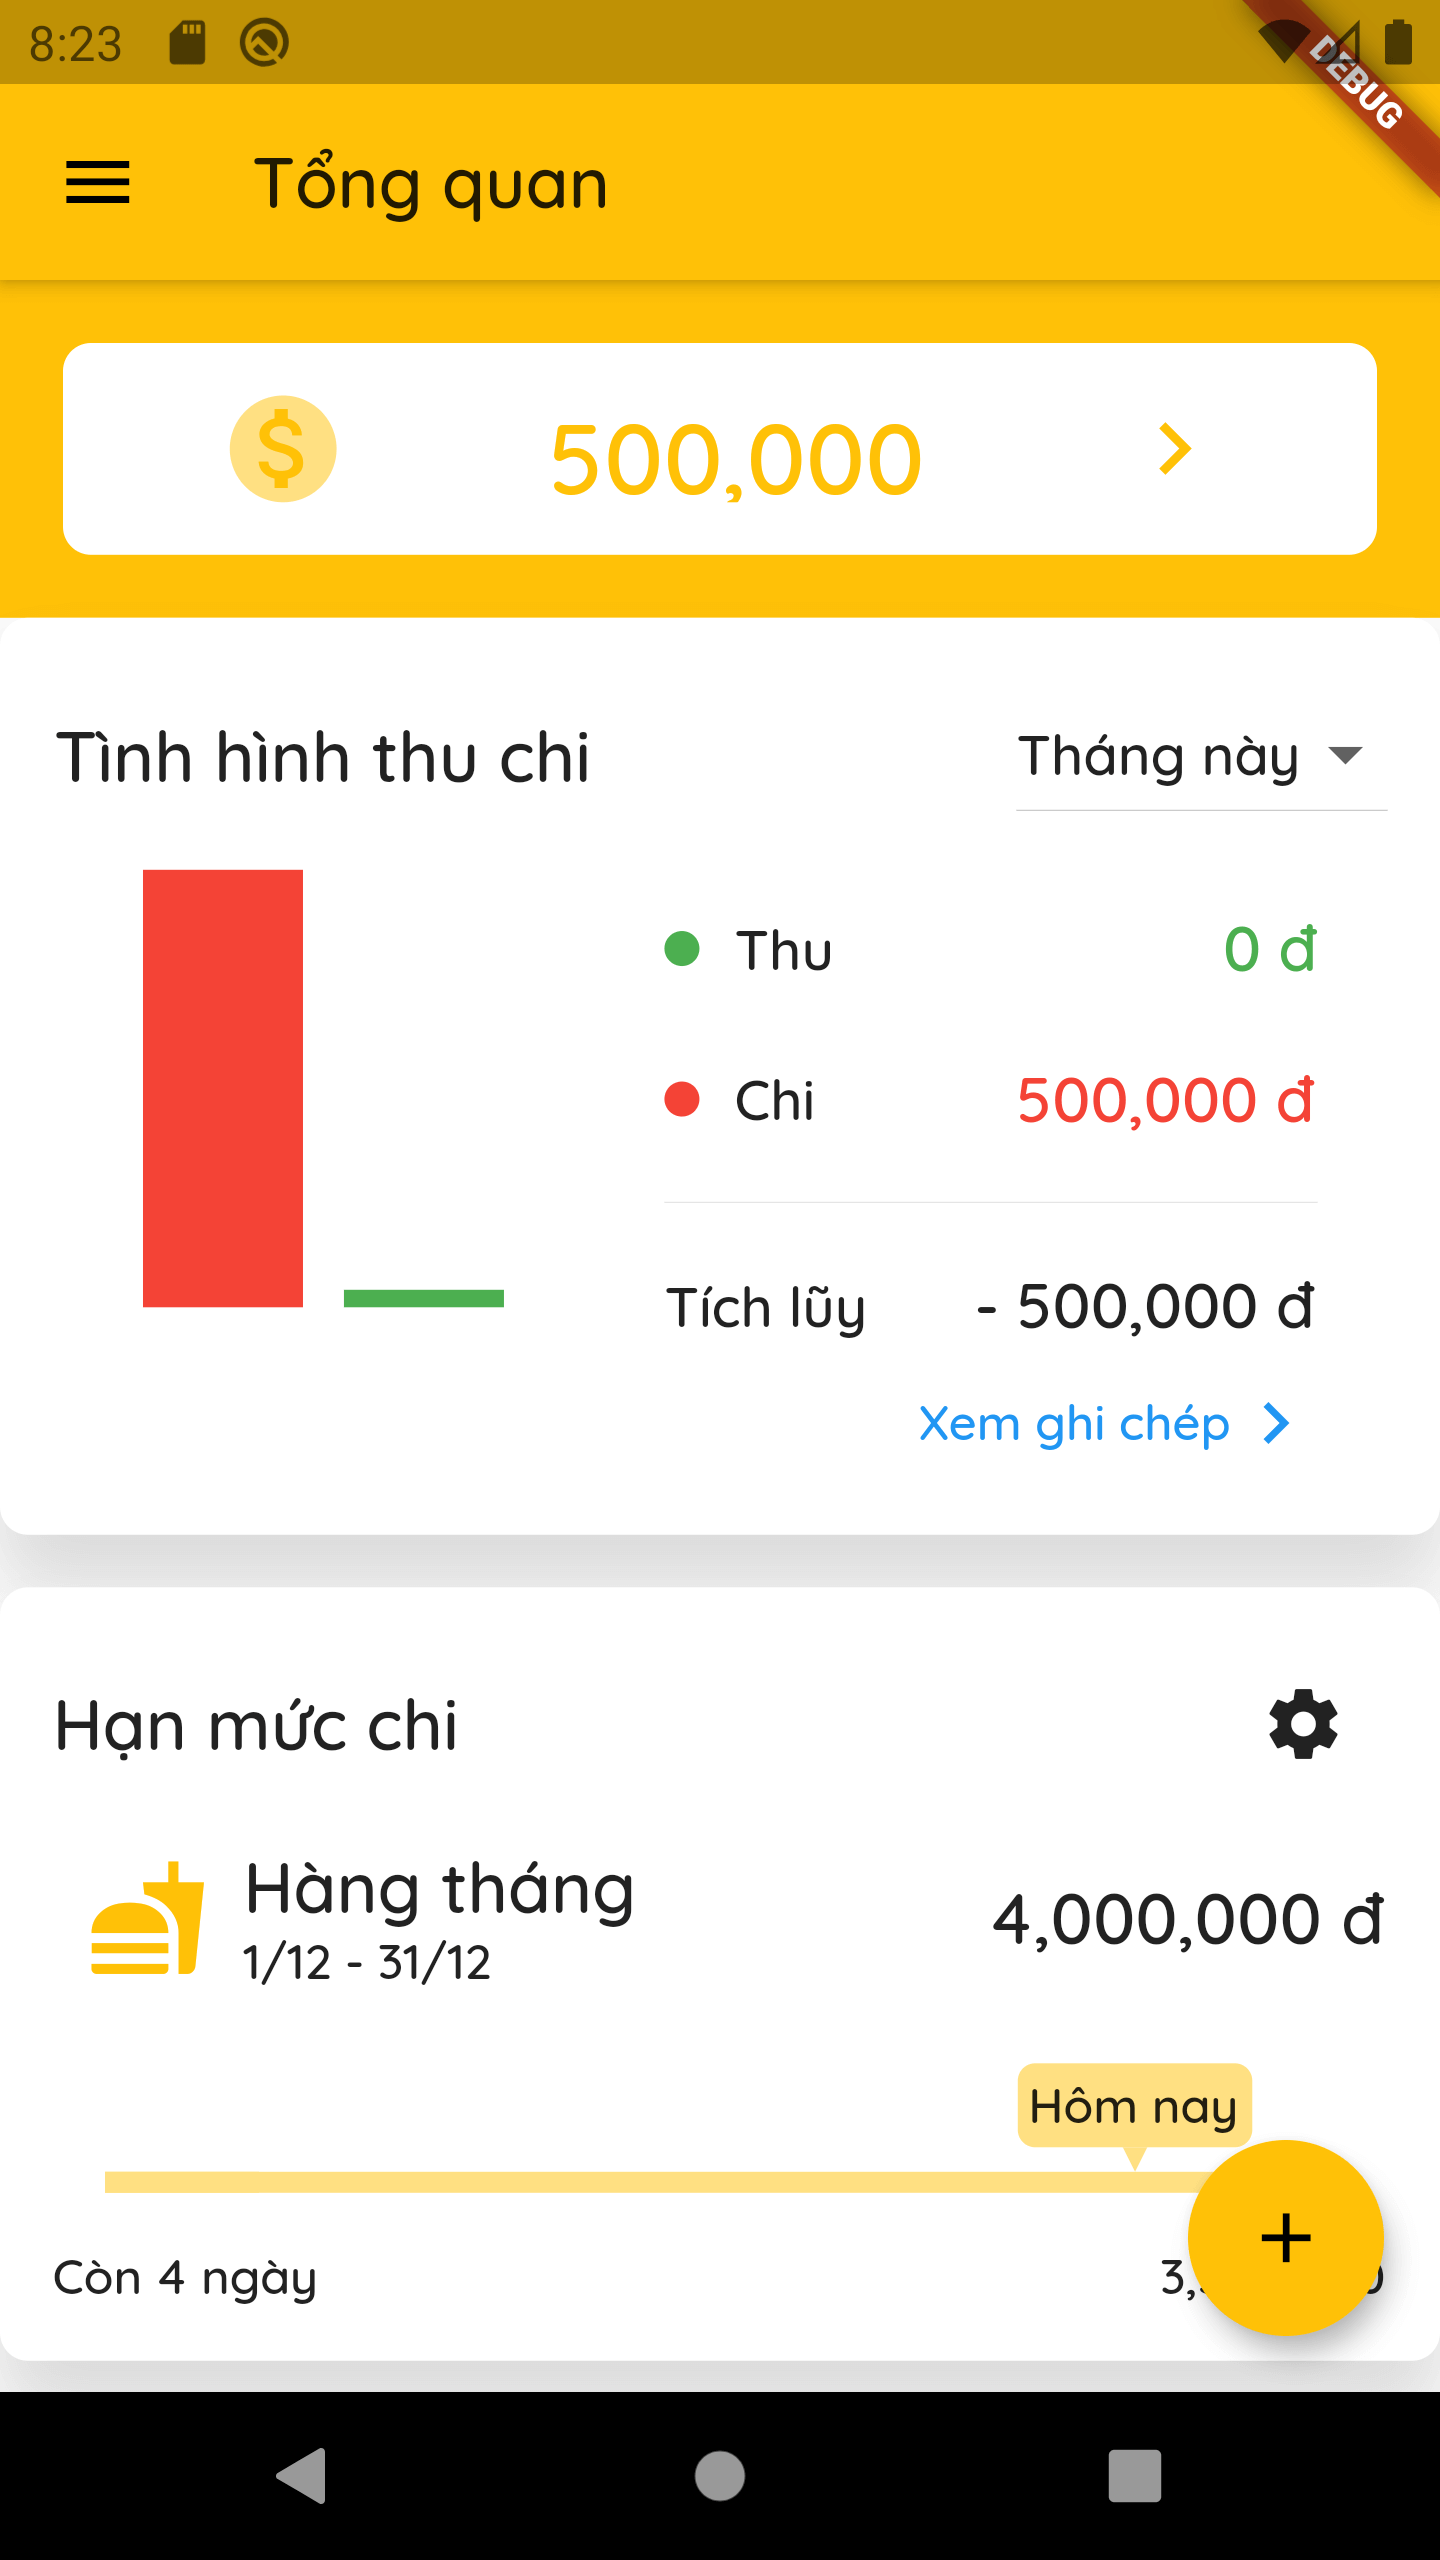 8:23
DEBUG
Tổng quan
$
500,000
Tình hình thu chi
Tháng này
Thu
0 đ
Chi
500,000 đ
Tích lũy
- 500,000 đ
Xem ghi chép
Hạn mức chi
Hàng tháng
4,000,000 đ
1/12 - 31/12
Hôm nay
Còn 4 ngày